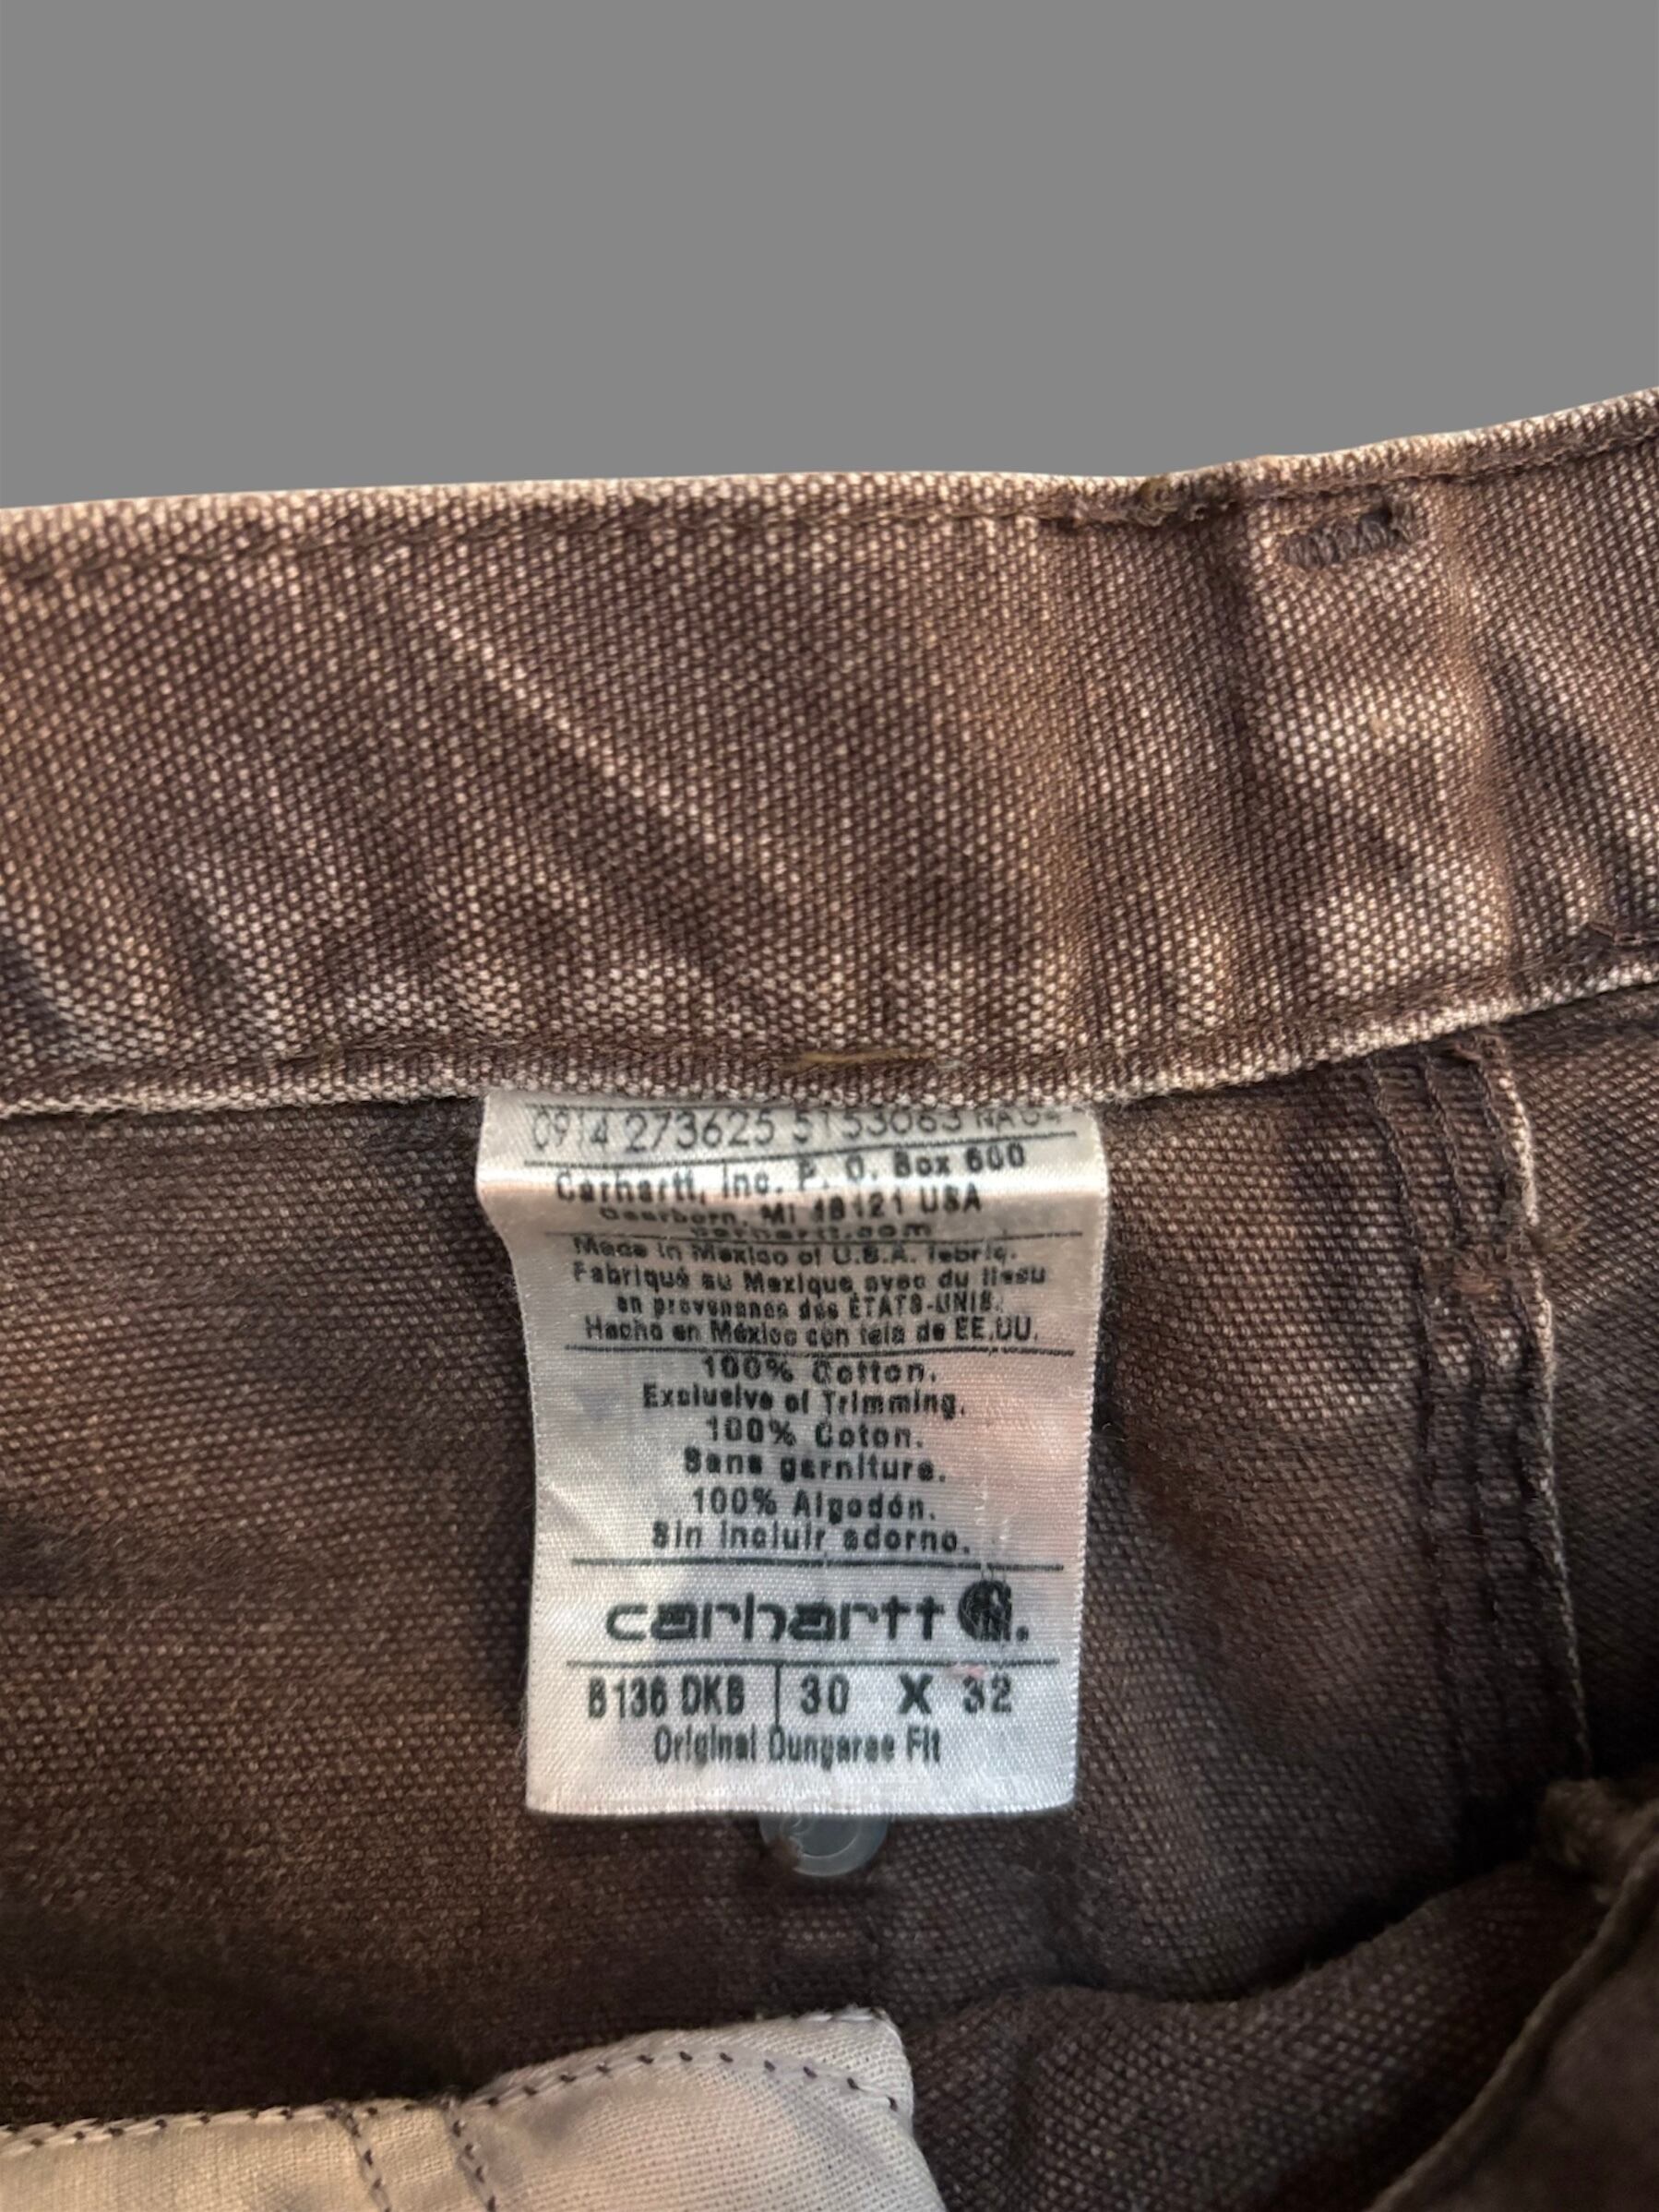 0914 273625 5153063 NA04
Carhartt, Inc. P. O. Box 600
Dearborn, MI 48121 USA
carhartt.com
Made in Mexico of U.S.A. fabric.
Fabriqué au Mexique avec du tissu
en provenance des ÉTATS-UNIS.
Hecho en México con tela de EE.UU.
100% Cotton.
Exclusive of Trimming.
100% Coton.
Sans garniture.
100% Algodón.
Sin incluir adorno.
carhartt
B136 DKB 30 X 32
Original Dungaree Fit